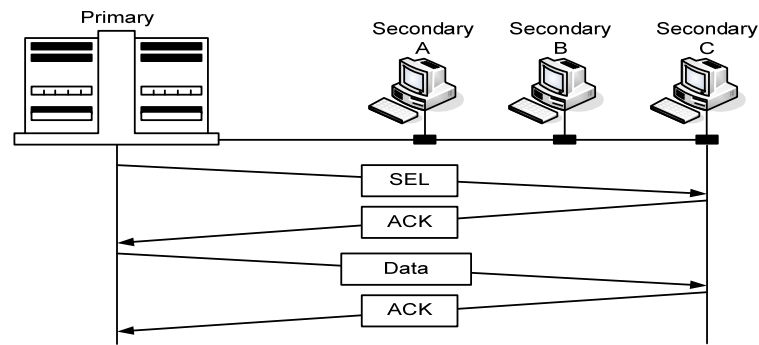 Primary
Secondary
A
Secondary
B
Secondary
C
SEL
ACK
Data
ACK